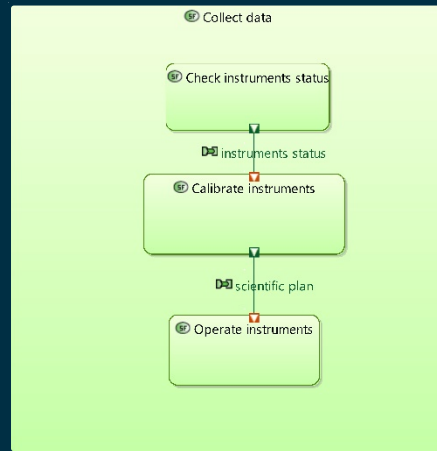 Collect data
Check instruments status
instruments status
Calibrate instruments
scientific plan
Operate instruments